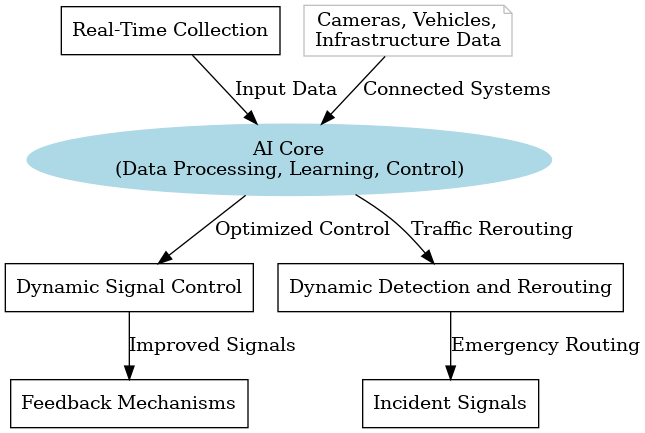 Real-Time Collection
Cameras, Vehicles,
Infrastructure Data
Input Data
Connected Systems
AI Core
(Data Processing, Learning, Control)
Optimized Control
Traffic Rerouting
Dynamic Signal Control
Dynamic Detection and Rerouting
Improved Signals
Emergency Routing
Feedback Mechanisms
Incident Signals